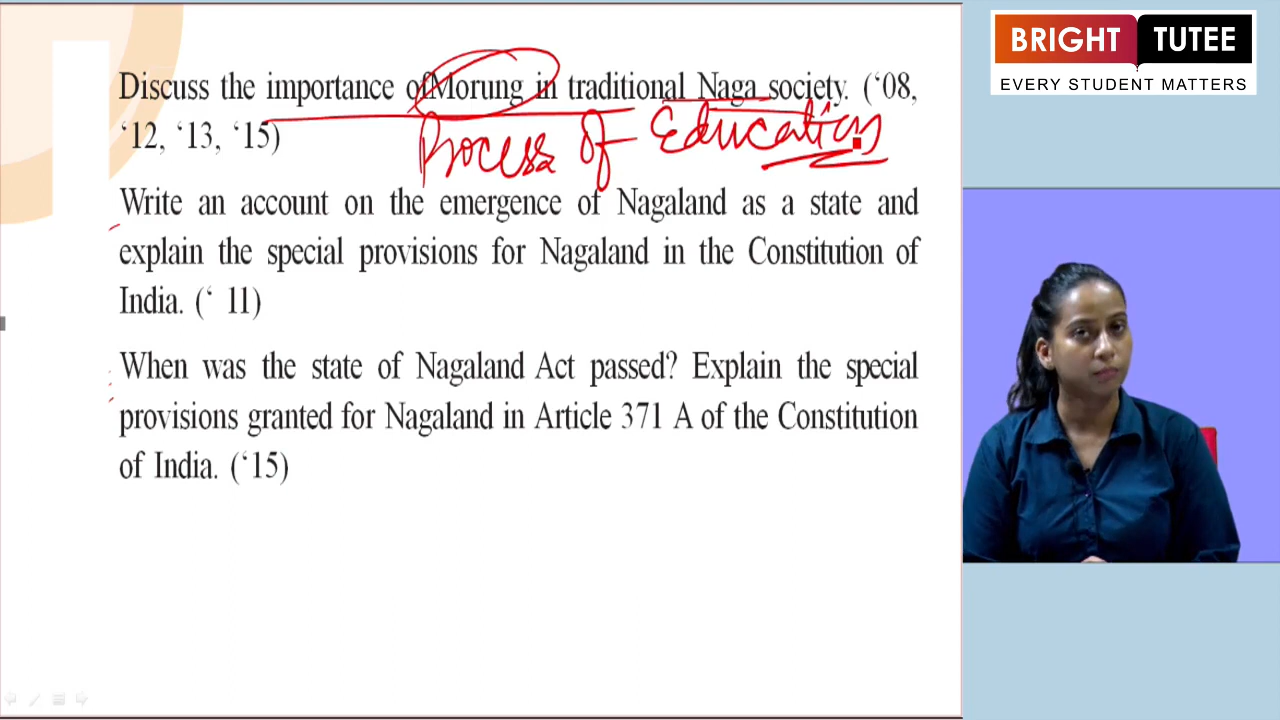 BRIGHT TUTEE
EVERY STUDENT MATTERS
Discuss the importance of Morung in traditional Naga society. (‘08,
‘12, ‘13, ‘15)
Process of Education
Write an account on the emergence of Nagaland as a state and
explain the special provisions for Nagaland in the Constitution of
India. (‘ 11)
When was the state of Nagaland Act passed? Explain the special
provisions granted for Nagaland in Article 371 A of the Constitution
of India. (‘15)